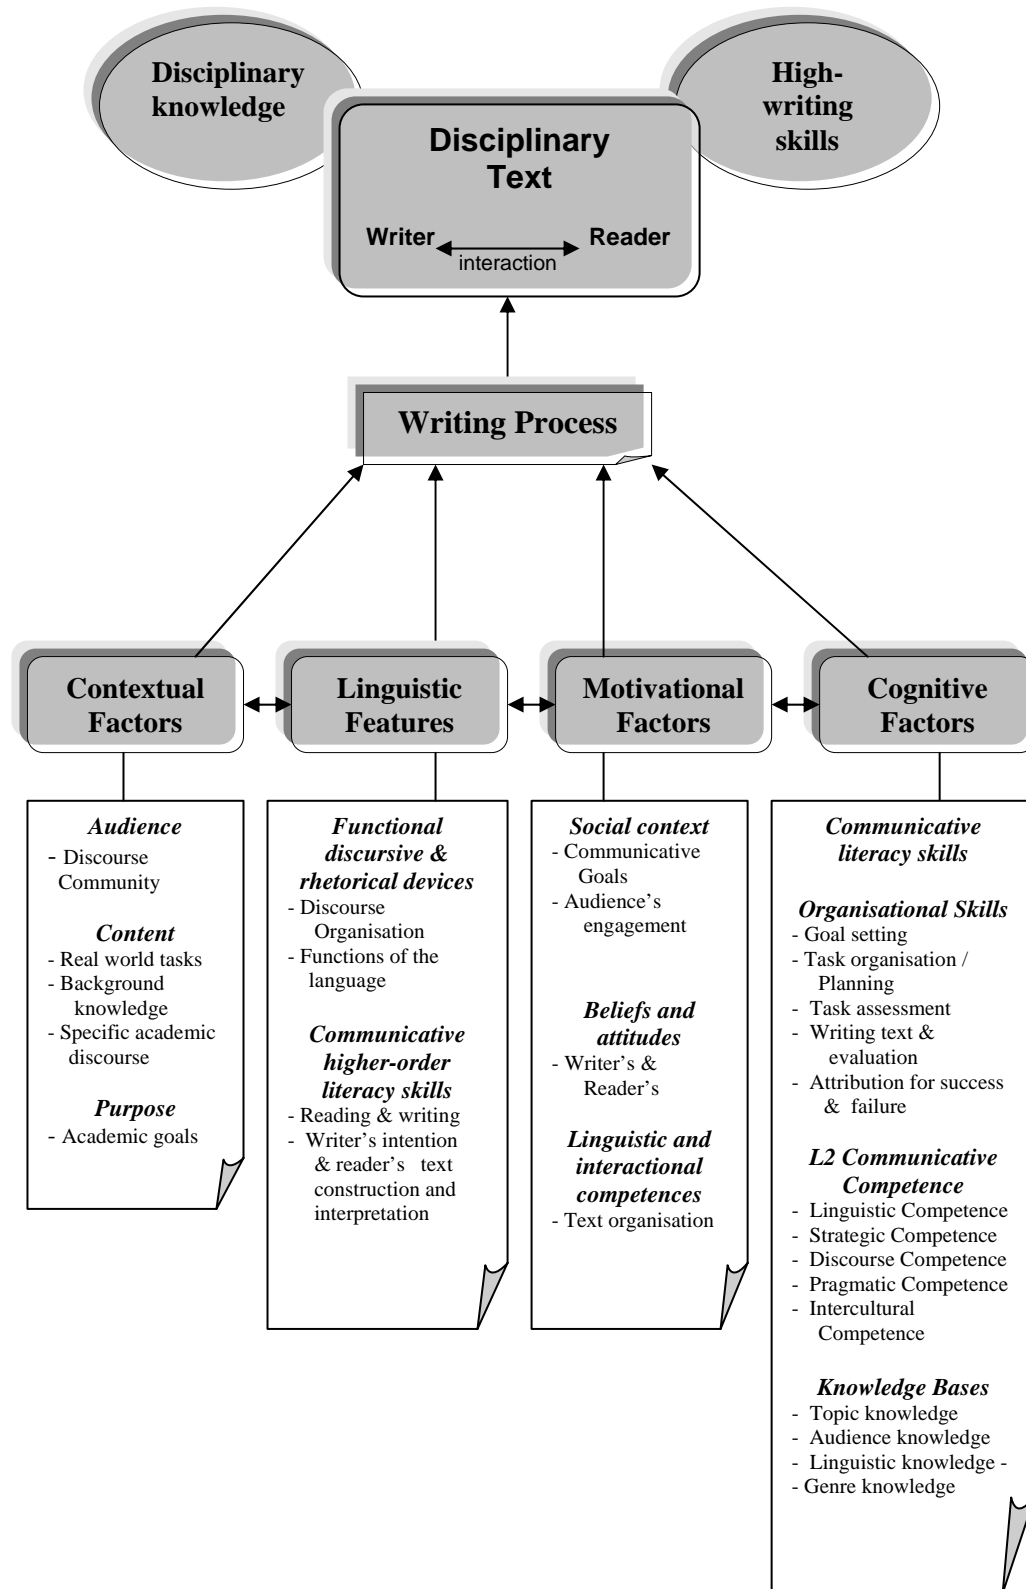 Disciplinary
knowledge
High-
writing
skills
Disciplinary
Text
Writer
Reader
interaction
Writing Process
Contextual
Factors
Linguistic
Features
Motivational
Factors
Cognitive
Factors
Audience
- Discourse
Community
Content
- Real world tasks
- Background
knowledge
- Specific academic
discourse
Purpose
- Academic goals
Functional
discursive &
rhetorical devices
- Discourse
Organisation
- Functions of the
language
Communicative
higher-order
literacy skills
- Reading & writing
- Writer's intention
& reader's text
construction and
interpretation
Social context
- Communicative
Goals
- Audience's
engagement
Beliefs and
attitudes
- Writer's &
Reader's
Linguistic and
interactional
competences
- Text organisation
Communicative
literacy skills
Organisational Skills
- Goal setting
- Task organisation /
Planning
- Task assessment
- Writing text &
evaluation
- Attribution for success
& failure
L2 Communicative
Competence
- Linguistic Competence
- Strategic Competence
- Discourse Competence
- Pragmatic Competence
- Intercultural
Competence
Knowledge Bases
- Topic knowledge
- Audience knowledge
- Linguistic knowledge -
- Genre knowledge